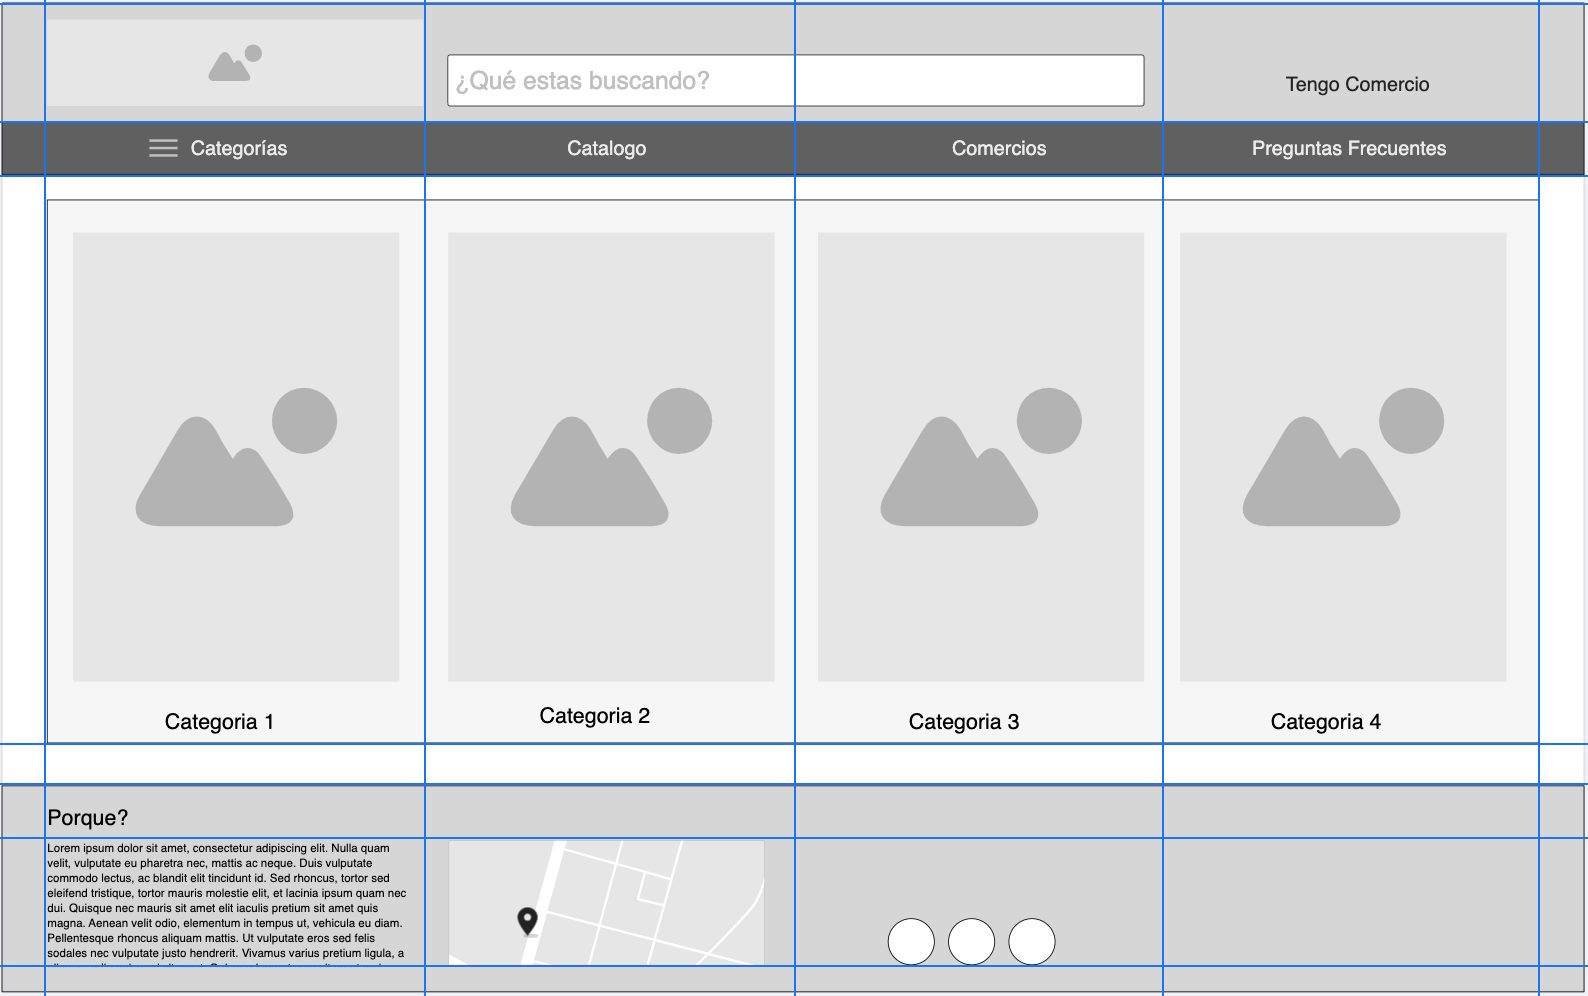 ¿Qué estas buscando?
Tengo Comercio
Categorías
Catalogo
Comercios
Preguntas Frecuentes
Categoria 1
Categoria 2
Categoria 3
Categoria 4
Porque?
Lorem ipsum dolor sit amet, consectetur adipiscing elit. Nulla quam
velit, vulputate eu pharetra nec, mattis ac neque. Duis vulputate
commodo lectus, ac blandit elit tincidunt id. Sed rhoncus, tortor sed
eleifend tristique, tortor mauris molestie elit, et lacinia ipsum quam nec
dui. Quisque nec mauris sit amet elit iaculis pretium sit amet quis
magna. Aenean velit odio, elementum in tempus ut, vehicula eu diam.
Pellentesque rhoncus aliquam mattis. Ut vulputate eros sed felis
sodales nec vulputate justo hendrerit. Vivamus varius pretium ligula, a